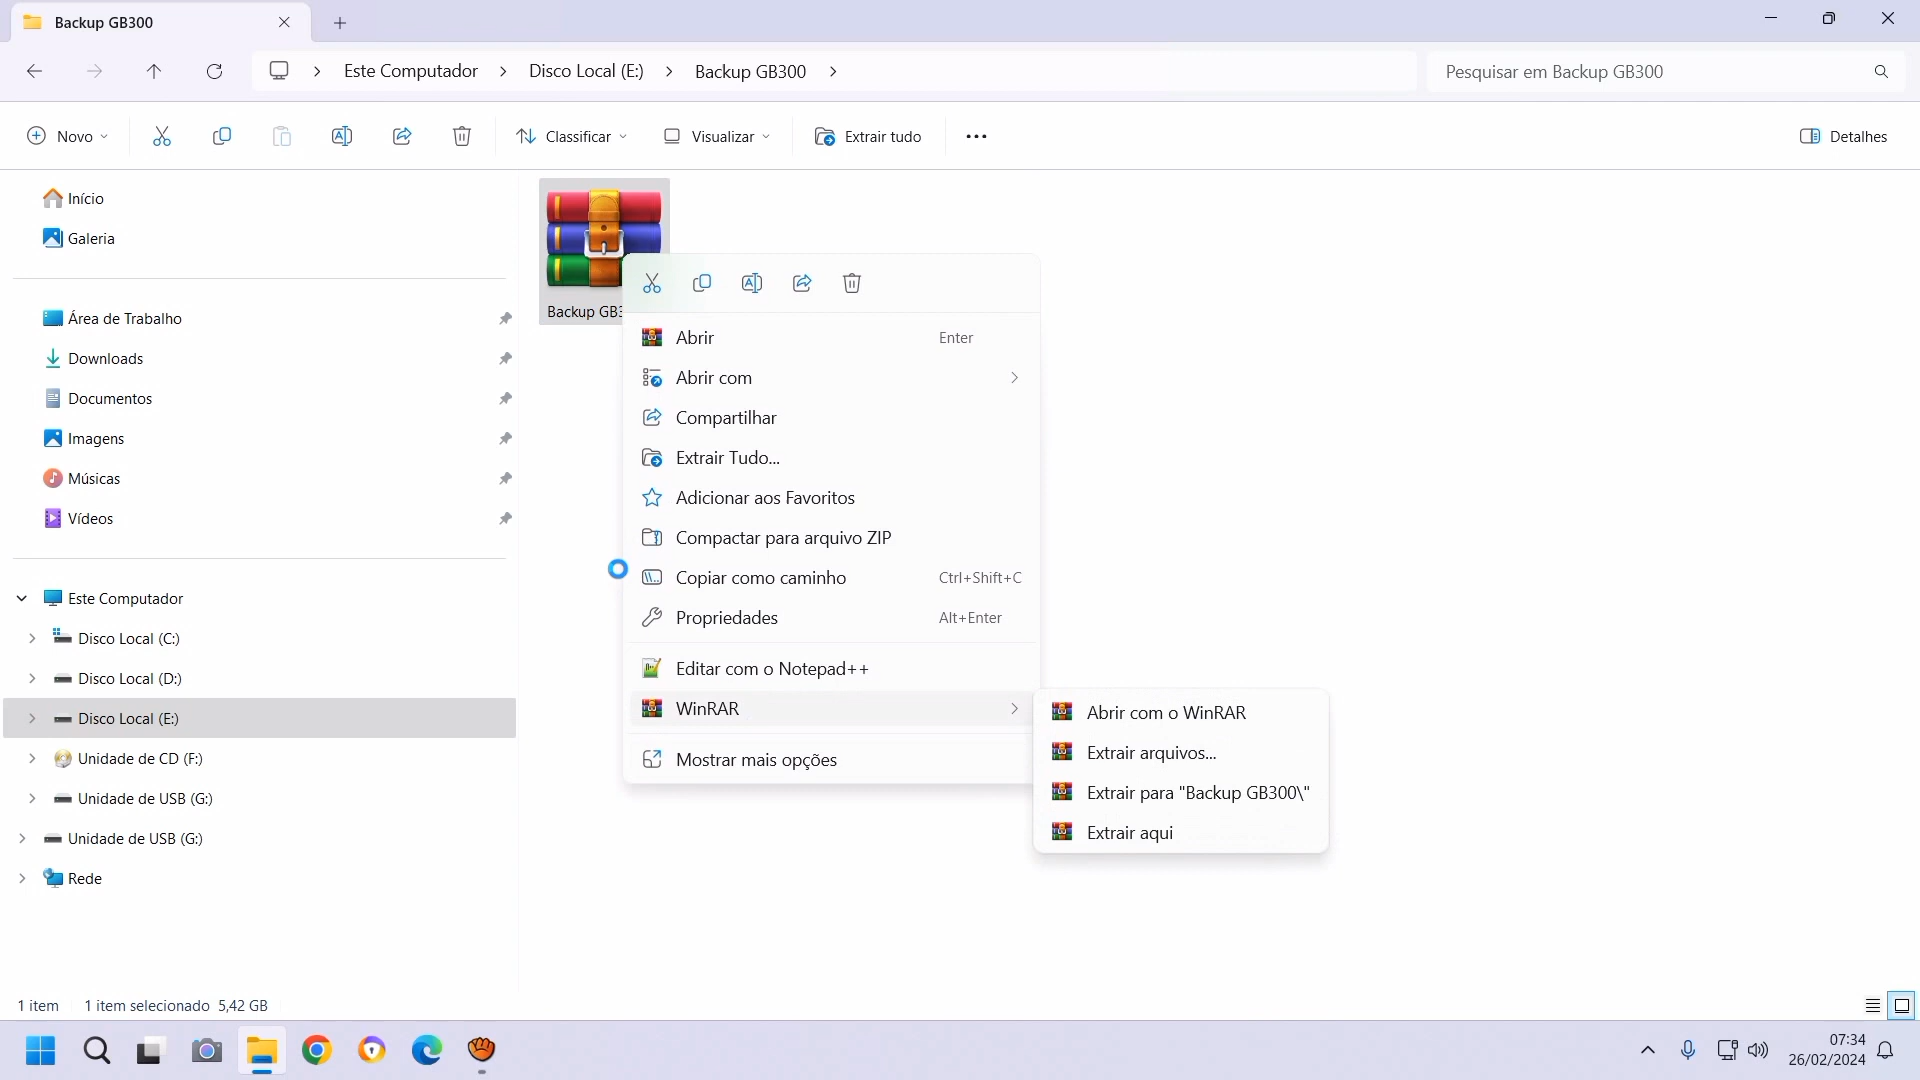 Backup GB300
Este Computador
Disco Local (E:)
Backup GB300
Pesquisar em Backup GB300
Novo
Classificar
Visualizar
Extrair tudo
Detalhes
Início
Galeria
Área de Trabalho
Downloads
Documentos
Imagens
Músicas
Vídeos
Este Computador
Disco Local (C:)
Disco Local (D:)
Disco Local (E:)
Unidade de CD (F:)
Unidade de USB (G:)
Unidade de USB (G:)
Rede
Backup GB3
Abrir Enter
Abrir com
Compartilhar
Extrair Tudo...
Adicionar aos Favoritos
Compactar para arquivo ZIP
Copiar como caminho Ctrl+Shift+C
Propriedades Alt+Enter
Editar com o Notepad++
WinRAR
Mostrar mais opções
Abrir com o WinRAR
Extrair arquivos...
Extrair para "Backup GB300\"
Extrair aqui
1 item 1 item selecionado 5,42 GB
07:34
26/02/2024